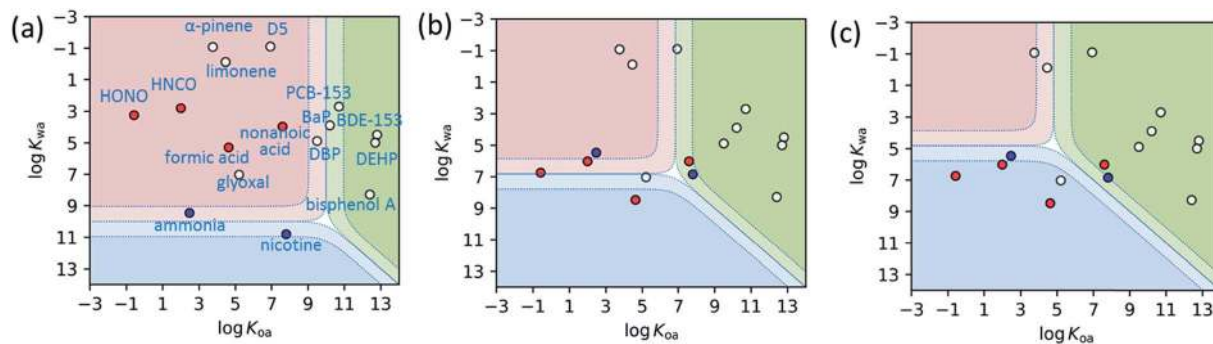 (a)
−3
−1
1
3
5
7
9
11
13
log Kwa
α-pinene
D5
limonene
HNCO
HONO
PCB-153
BaP
BDE-153
nonanoic
acid
formic acid
DBP
DEHP
glyoxal
bisphenol A
ammonia
nicotine
−3 −1 1 3 5 7 9 11 13
log Koa
(b)
−3
−1
1
3
5
7
9
11
13
log Kwa
−3 −1 1 3 5 7 9 11 13
log Koa
(c)
−3
−1
1
3
5
7
9
11
13
log Kwa
−3 −1 1 3 5 7 9 11 13
log Koa